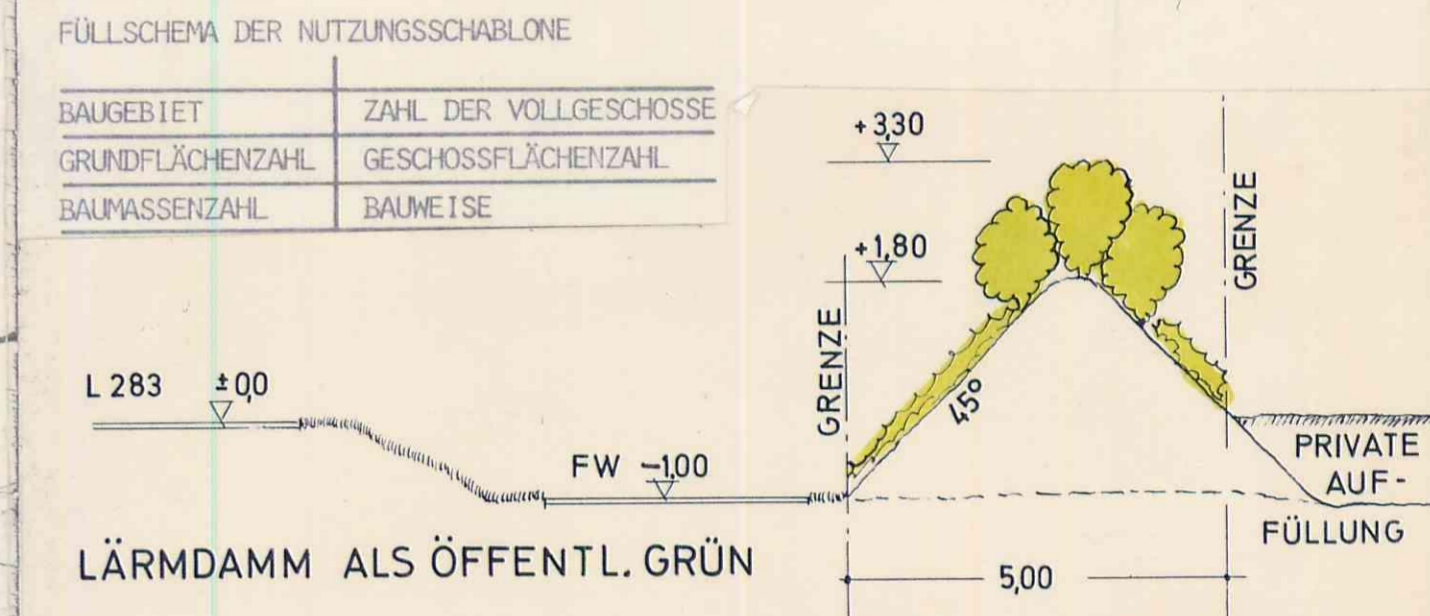 FÜLLSCHEMA DER NUTZUNGSSCHABLONE
BAUGEBIET ZAHL DER VOLLGESCHOSSE
GRUNDFLÄCHENZAHL GESCHOSSFLÄCHENZAHL
BAUMASSENZAHL BAUWEISE
+3,30
+1,80
GRENZE
GRENZE
L 283 ±0,0
45°
FW -1,00
PRIVATE
AUF-
FÜLLUNG
LÄRMDAMM ALS ÖFFENTL. GRÜN
5,00